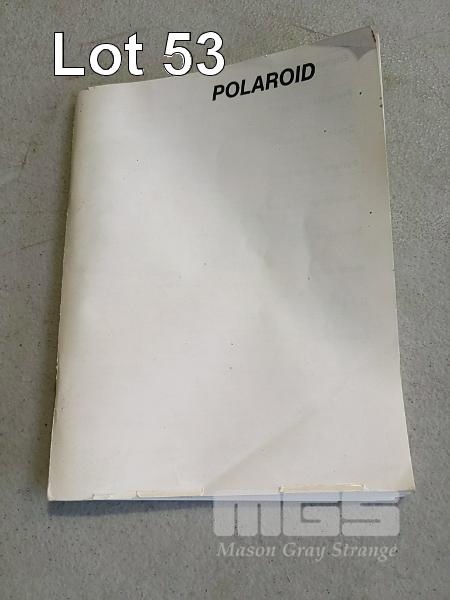 Lot 53
POLAROID
MGS
Mason Gray Strange